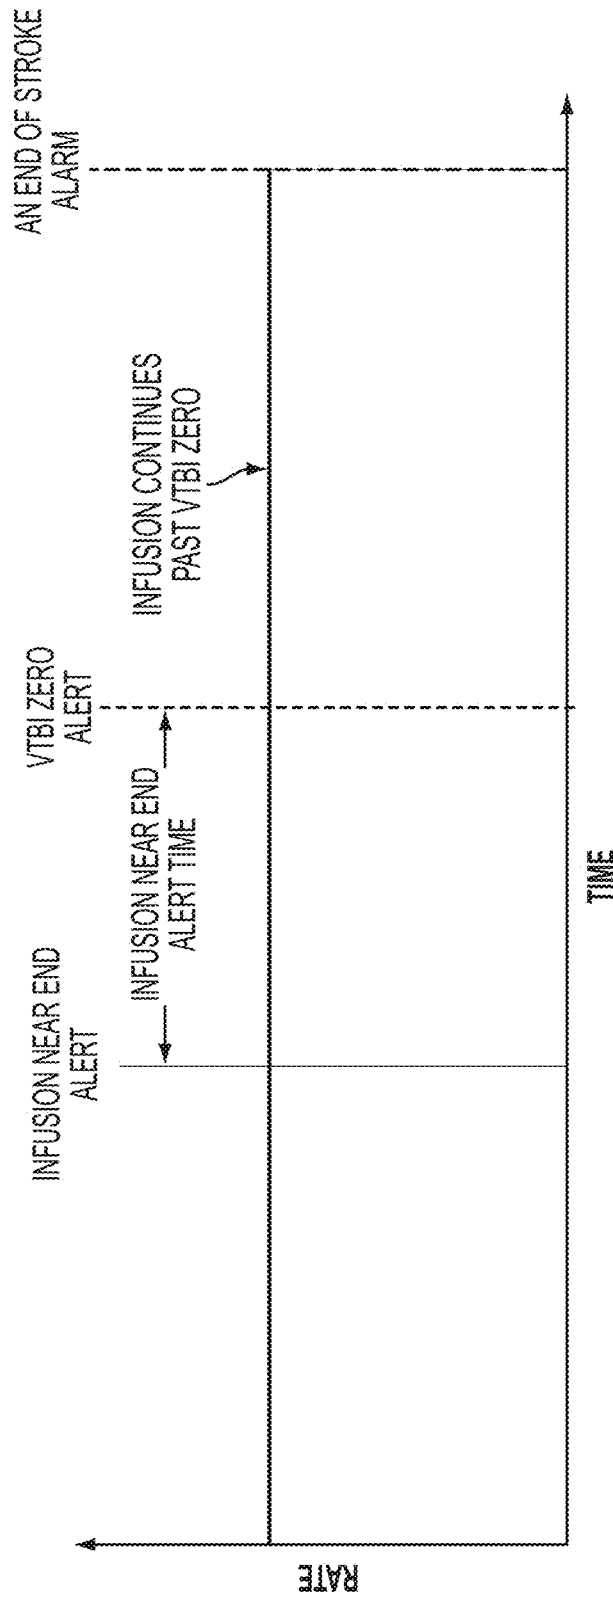 INFUSION NEAR END
ALERT
VTBI ZERO
ALERT
AN END OF STROKE
ALARM
INFUSION NEAR END
ALERT TIME
INFUSION CONTINUES
PAST VTBI ZERO
RATE
TIME